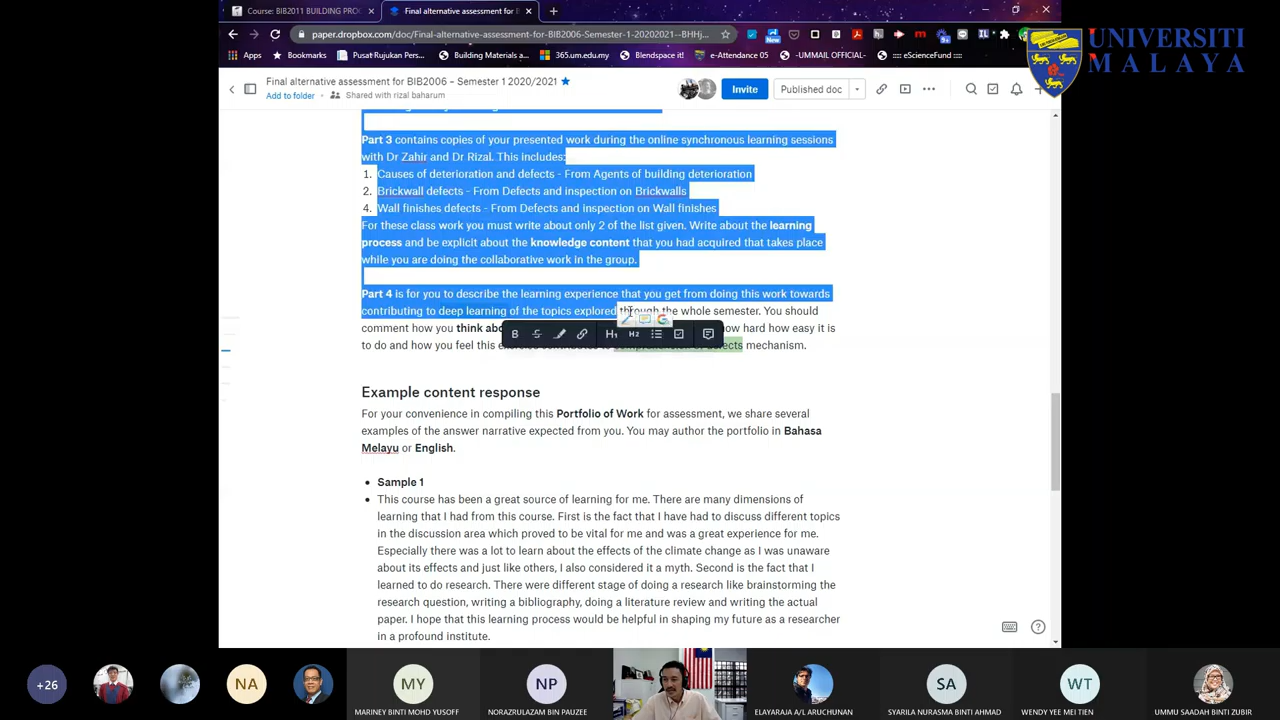 Course: BIB2011 BUILDING PRO
Final alternative assessment for B
paper.dropbox.com/doc/Final-alternative-assessment-for-BIB2006-Semester-1-20202021--BHHj...
Apps
Bookmarks
Pusat Rujukan Persu...
Building Materials a...
365.um.edu.my
Blendspace it!
e-Attendance 05
-UMMAIL OFFICIAL-
:::: eScienceFund ::::
UNIVERSITI
MALAYA
Final alternative assessment for BIB2006 – Semester 1 2020/2021
Add to folder
Shared with rizal baharum
Invite
Published doc
Part 3 contains copies of your presented work during the online synchronous learning sessions
with Dr Zahir and Dr Rizal. This includes:
1. Causes of deterioration and defects - From Agents of building deterioration
2. Brickwall defects - From Defects and inspection on Brickwalls
4. Wall finishes defects - From Defects and inspection on Wall finishes
For these class work you must write about only 2 of the list given. Write about the learning
process and be explicit about the knowledge content that you had acquired that takes place
while you are doing the collaborative work in the group.
Part 4 is for you to describe the learning experience that you get from doing this work towards
contributing to deep learning of the topics explored through the whole semester. You should
comment how you think abo
how hard how easy it is
B S H1 H2
to do and how you feel this exercise contributes to comprehension of defects mechanism.
Example content response
For your convenience in compiling this Portfolio of Work for assessment, we share several
examples of the answer narrative expected from you. You may author the portfolio in Bahasa
Melayu or English.
• Sample 1
• This course has been a great source of learning for me. There are many dimensions of
learning that I had from this course. First is the fact that I have had to discuss different topics
in the discussion area which proved to be vital for me and was a great experience for me.
Especially there was a lot to learn about the effects of the climate change as I was unaware
about its effects and just like others, I also considered it a myth. Second is the fact that I
learned to do research. There were different stage of doing a research like brainstorming the
research question, writing a bibliography, doing a literature review and writing the actual
paper. I hope that this learning process would be helpful in shaping my future as a researcher
in a profound institute.
+26
NA
MY
NP
SA
WT
MARINEY BINTI MOHD YUSOFF
NORAZRULAZAM BIN PAUZEE
ELAYARAJA A/L ARUCHUNAN
SYARILA NURASMA BINTI AHMAD
WENDY YEE MEI TIEN
UMMU SAADAH BINTI ZUBIR